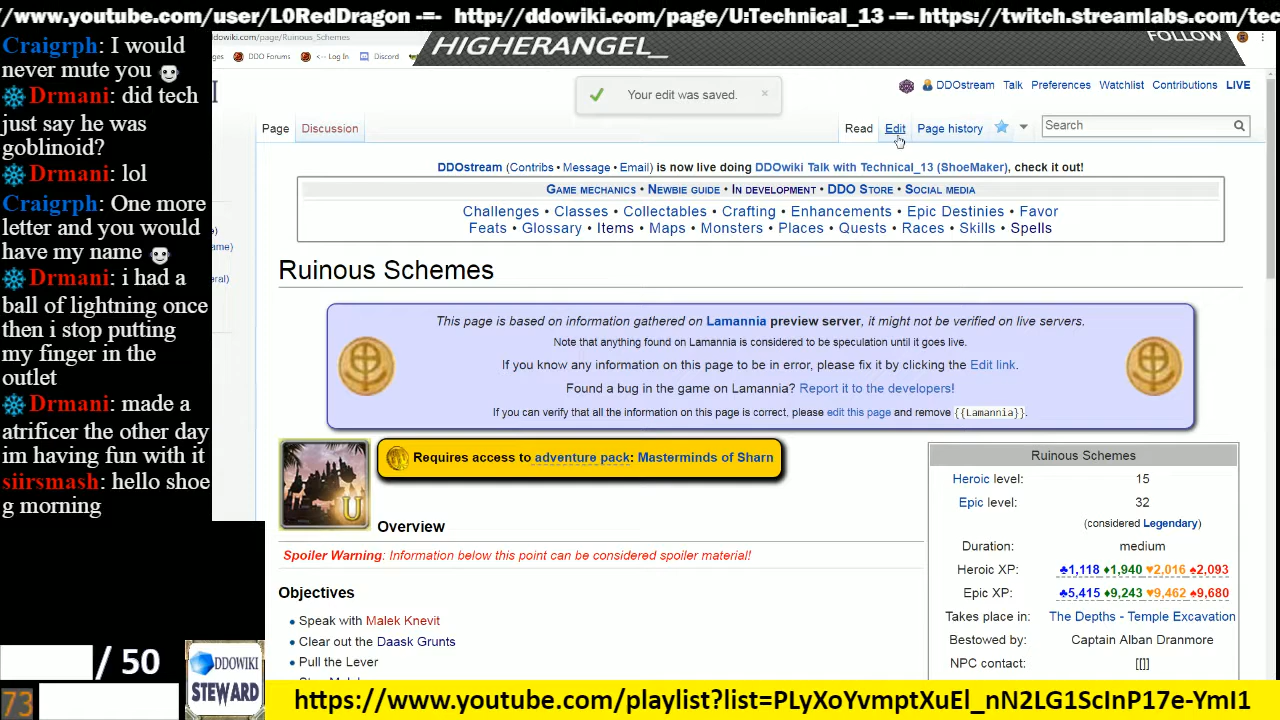 /www.youtube.com/user/L0RedDragon -=- http://ddowiki.com/page/U:Technical_13 -=- https://twitch.streamlabs.com/tec
Craigrph: I would
never mute you
Drmani: did tech
just say he was
goblinoid?
Drmani: lol
Craigrph: One more
letter and you would
have my name
Drmani: i had a
ball of lightning once
then i stop putting
my finger in the
outlet
Drmani: made a
atrificer the other day
im having fun with it
siirsmash: hello shoe
g morning
/ 50
73
DDOWIKI
STEWARD
ddowiki.com/page/Ruinous_Schemes
HIGHERANGEL_
FOLLOW
DDO Forums <-- Log In Discord
Your edit was saved. ×
DDOstream Talk Preferences Watchlist Contributions LIVE
Page Discussion Read Edit Page history Search
DDOstream (Contribs • Message • Email) is now live doing DDOwiki Talk with Technical_13 (ShoeMaker), check it out!
Game mechanics • Newbie guide • In development • DDO Store • Social media
Challenges • Classes • Collectables • Crafting • Enhancements • Epic Destinies • Favor
Feats • Glossary • Items • Maps • Monsters • Places • Quests • Races • Skills • Spells
Ruinous Schemes
This page is based on information gathered on Lamannia preview server, it might not be verified on live servers.
Note that anything found on Lamannia is considered to be speculation until it goes live.
If you know any information on this page to be in error, please fix it by clicking the Edit link.
Found a bug in the game on Lamannia? Report it to the developers!
If you can verify that all the information on this page is correct, please edit this page and remove {{Lamannia}}.
U
Requires access to adventure pack: Masterminds of Sharn
Overview
Spoiler Warning: Information below this point can be considered spoiler material!
Objectives
Speak with Malek Knevit
Clear out the Daask Grunts
Pull the Lever
Ruinous Schemes
Heroic level: 15
Epic level: 32
(considered Legendary)
Duration: medium
Heroic XP: ♣1,118 ♦1,940 ♥2,016 ♠2,093
Epic XP: ♣5,415 ♦9,243 ♥9,462 ♠9,680
Takes place in: The Depths - Temple Excavation
Bestowed by: Captain Alban Dranmore
NPC contact: [[]]
https://www.youtube.com/playlist?list=PLyXoYvmptXuEl_nN2LG1ScInP17e-YmI1